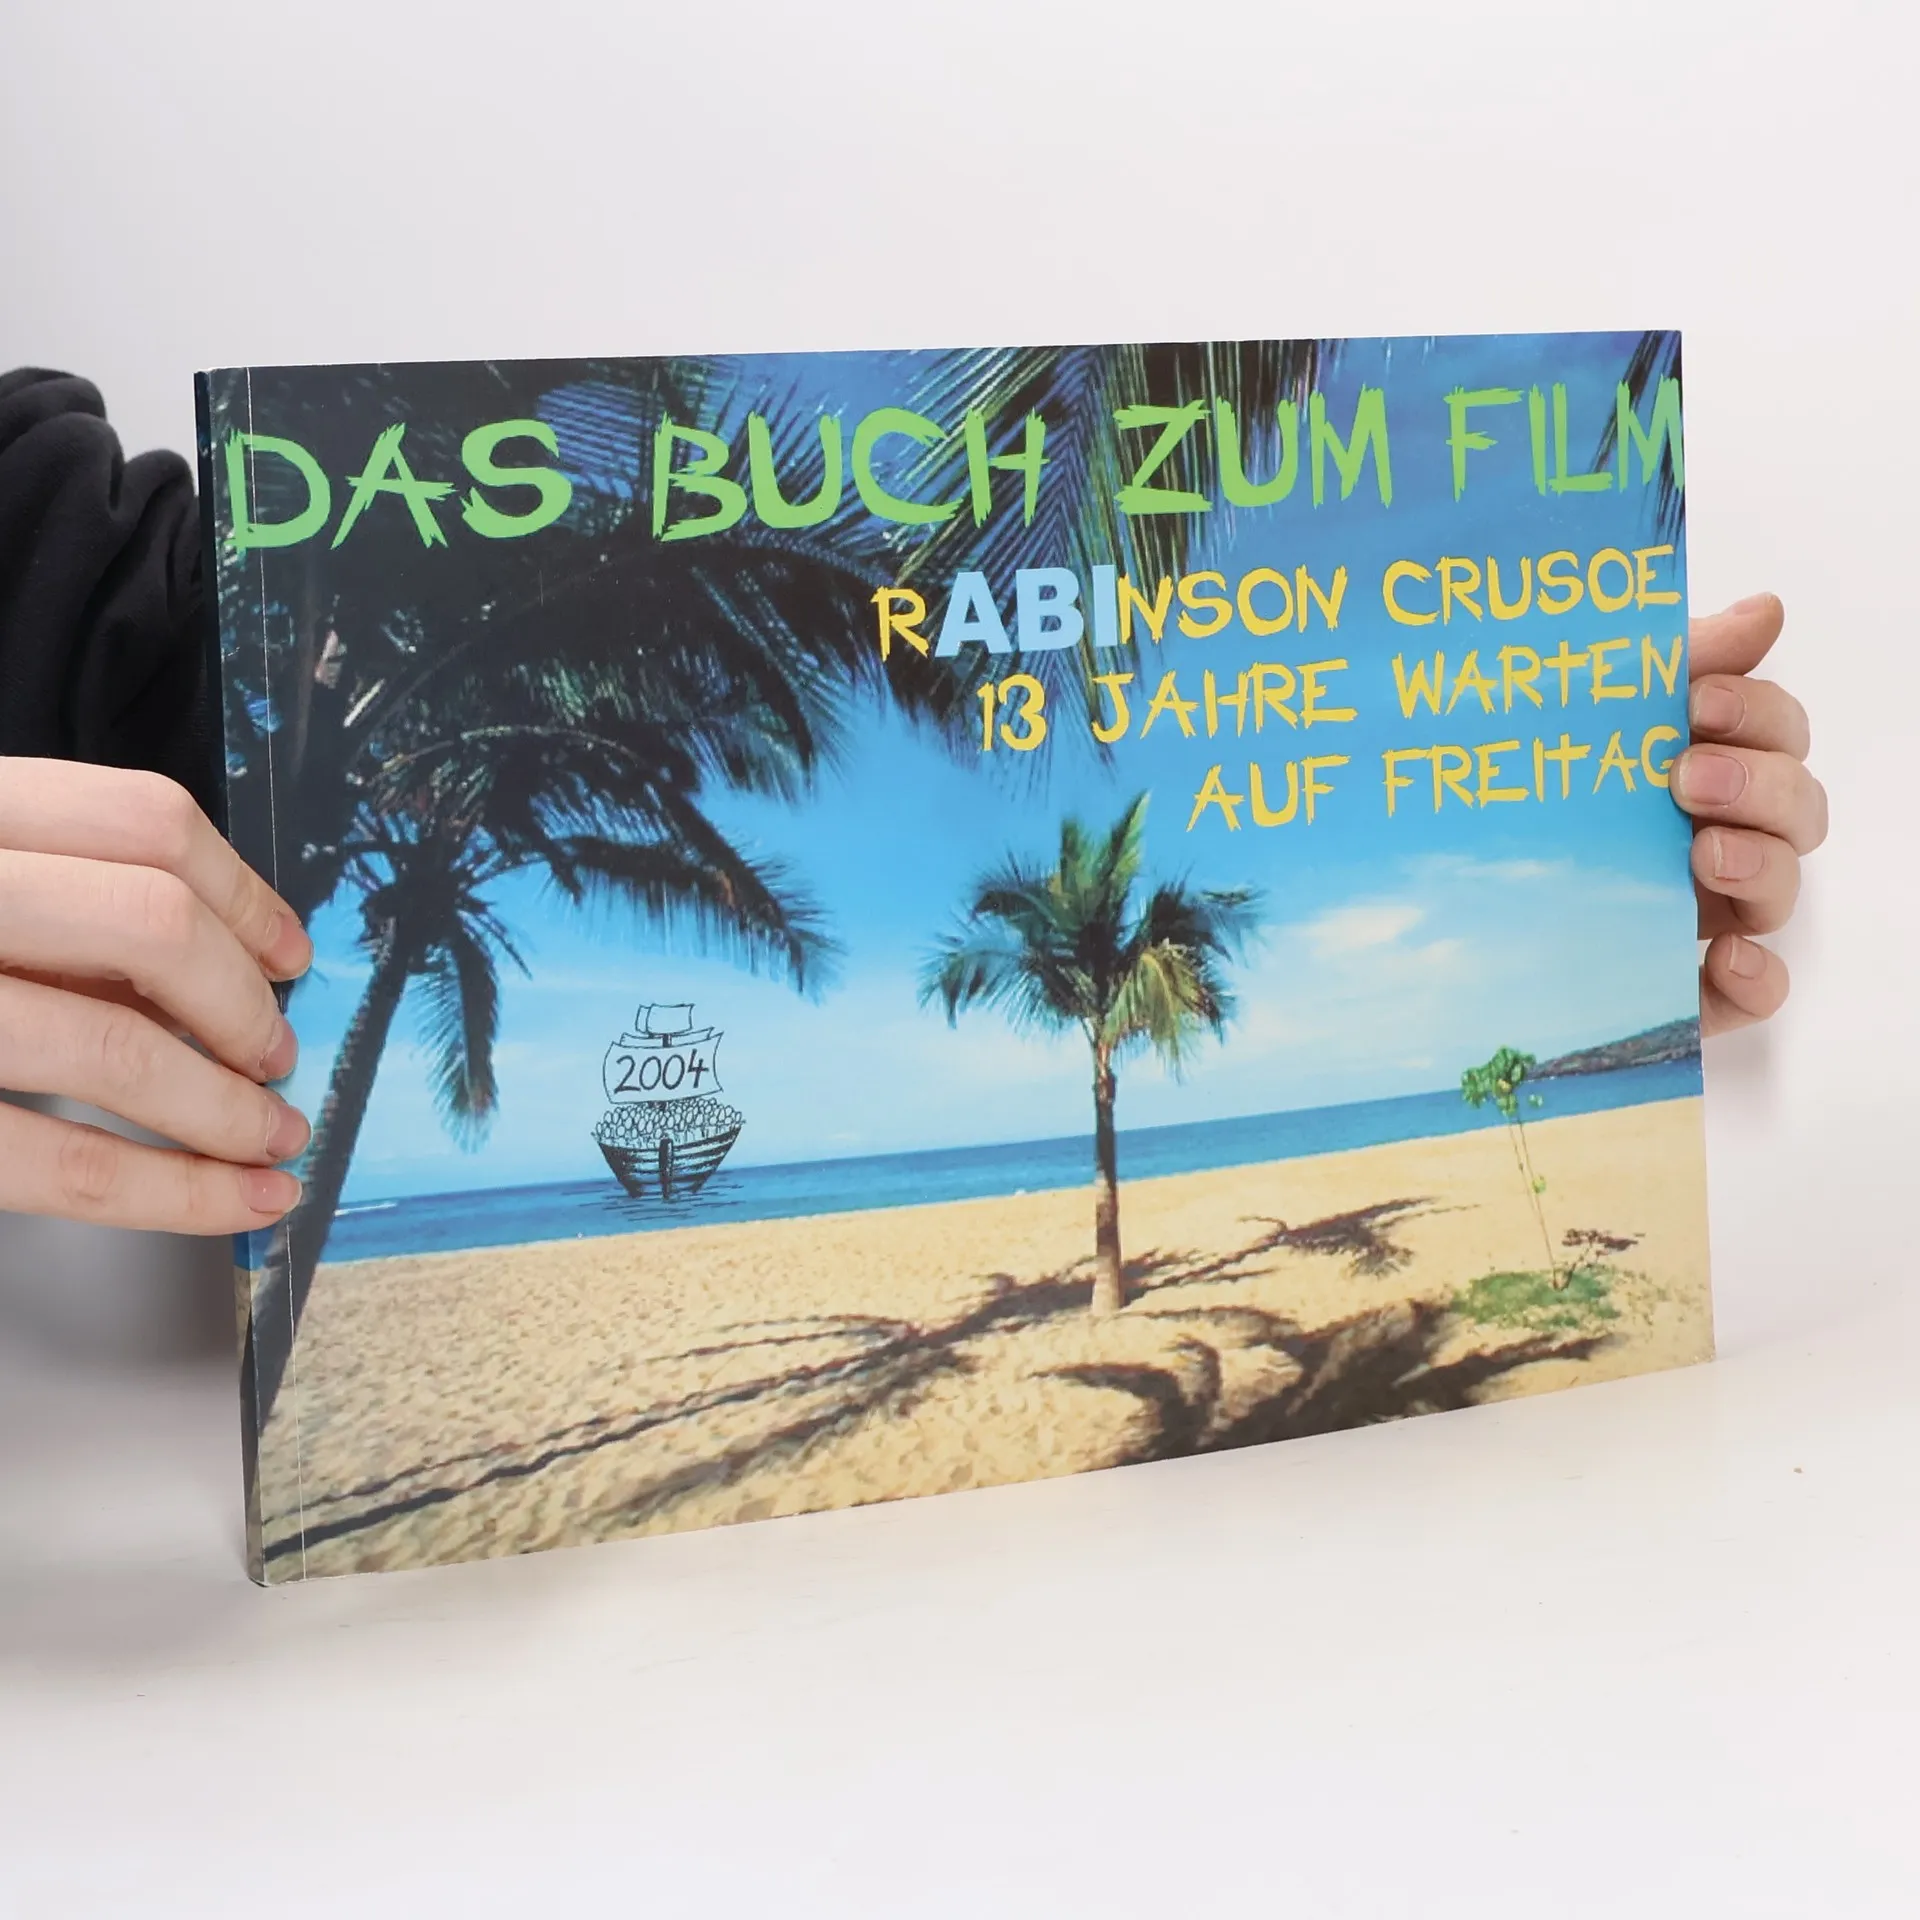 DAS BUCH ZUM FILM
RABINSON CRUSOE
13 JAHRE WARTEN
AUF FREITAG
2004